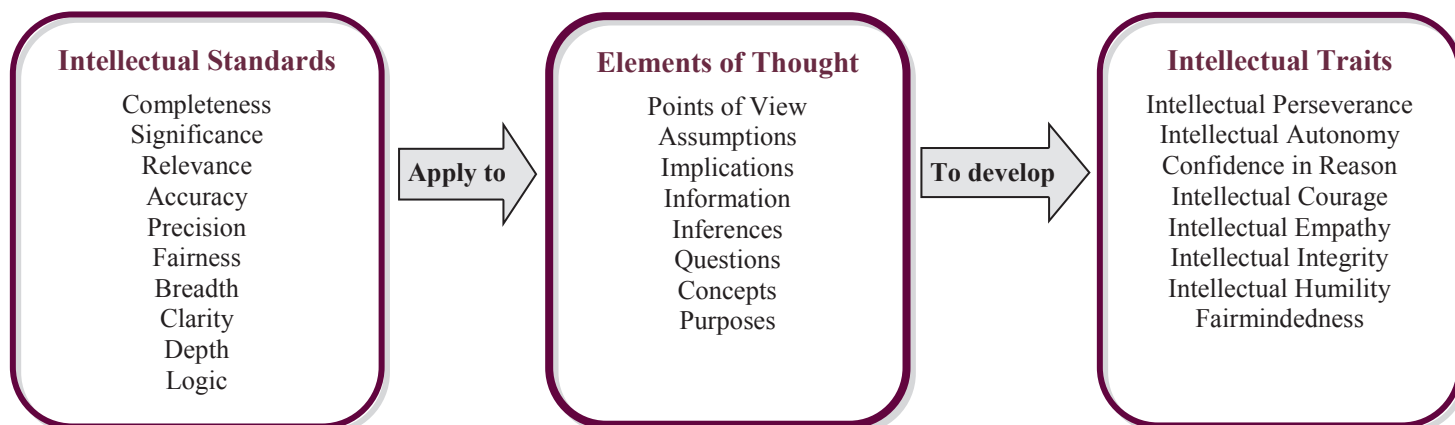 Intellectual Standards
Completeness
Significance
Relevance
Accuracy
Precision
Fairness
Breadth
Clarity
Depth
Logic
Apply to
Elements of Thought
Points of View
Assumptions
Implications
Information
Inferences
Questions
Concepts
Purposes
To develop
Intellectual Traits
Intellectual Perseverance
Intellectual Autonomy
Confidence in Reason
Intellectual Courage
Intellectual Empathy
Intellectual Integrity
Intellectual Humility
Fairmindedness